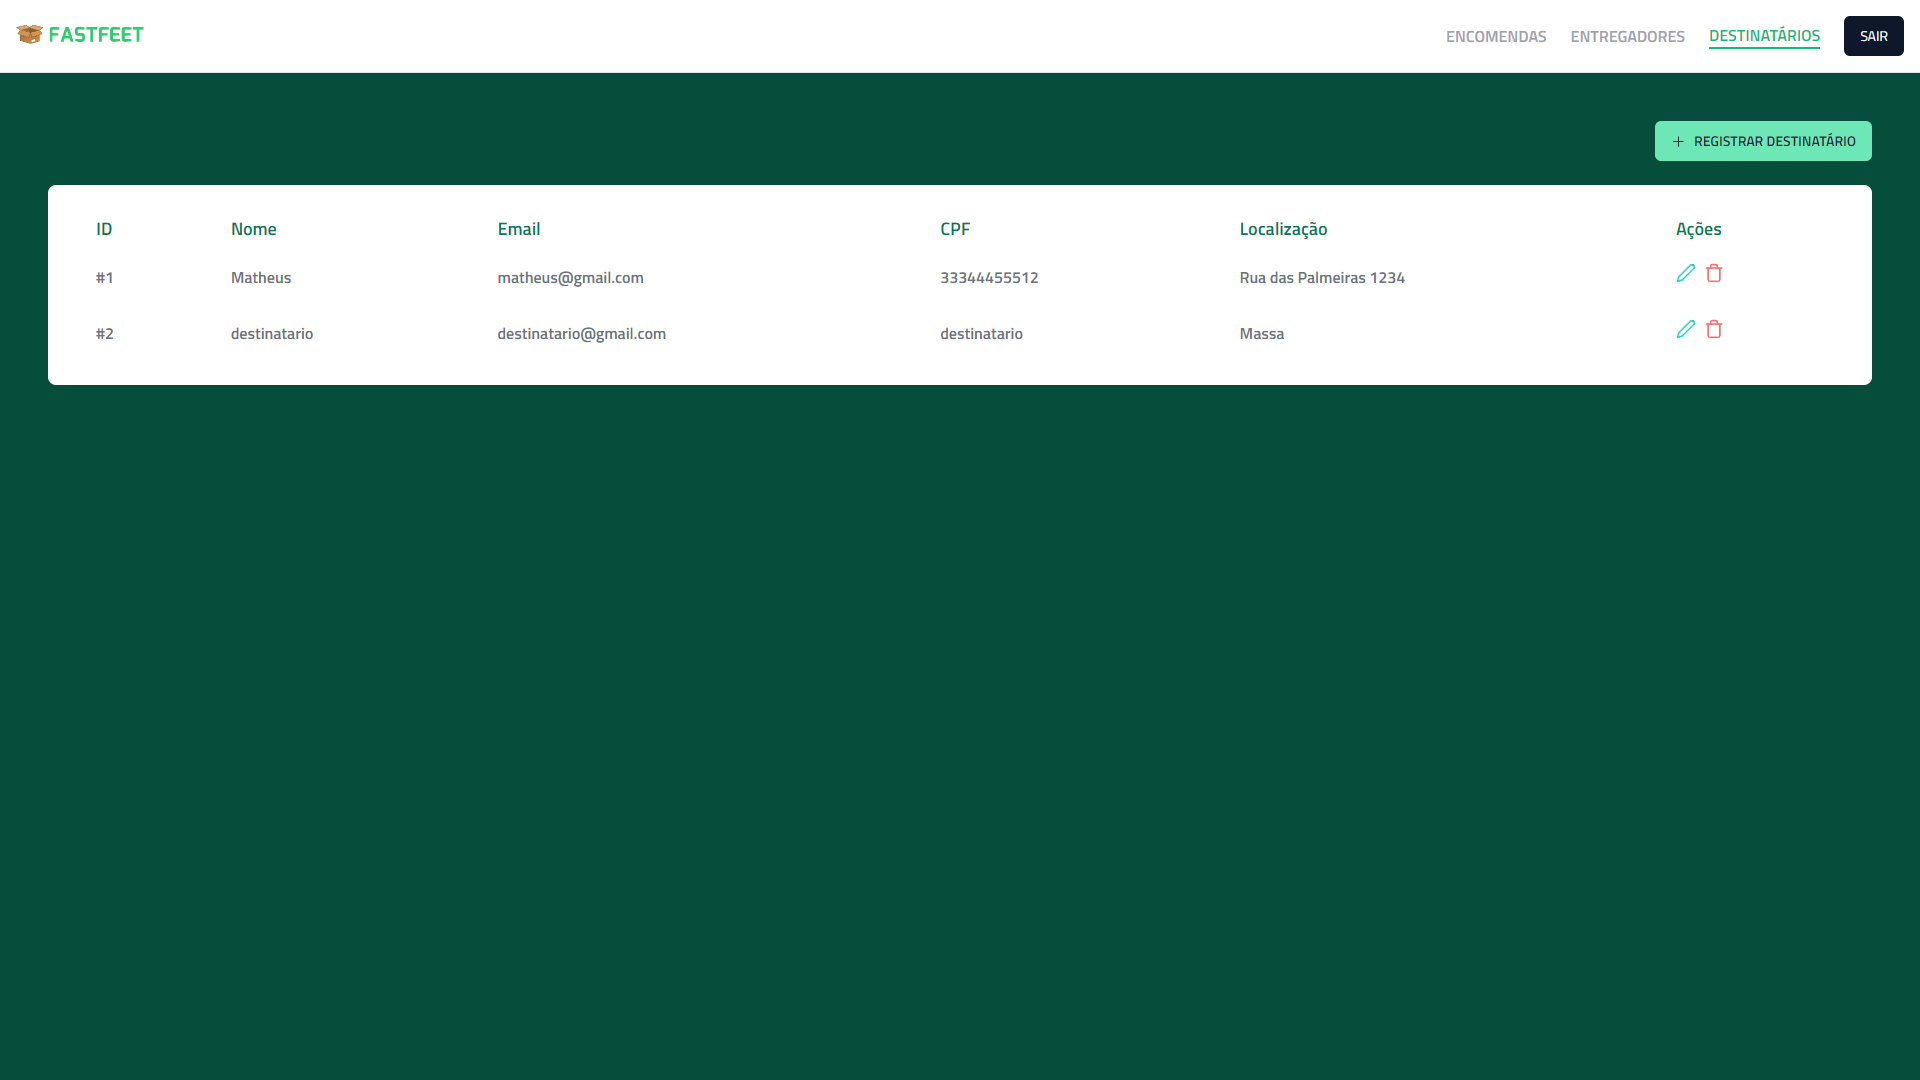 FASTFEET
ENCOMENDAS ENTREGADORES DESTINATÁRIOS SAIR
REGISTRAR DESTINATÁRIO
ID Nome Email CPF Localização Ações
#1 Matheus matheus@gmail.com 33344455512 Rua das Palmeiras 1234
#2 destinatario destinatario@gmail.com destinatario Massa